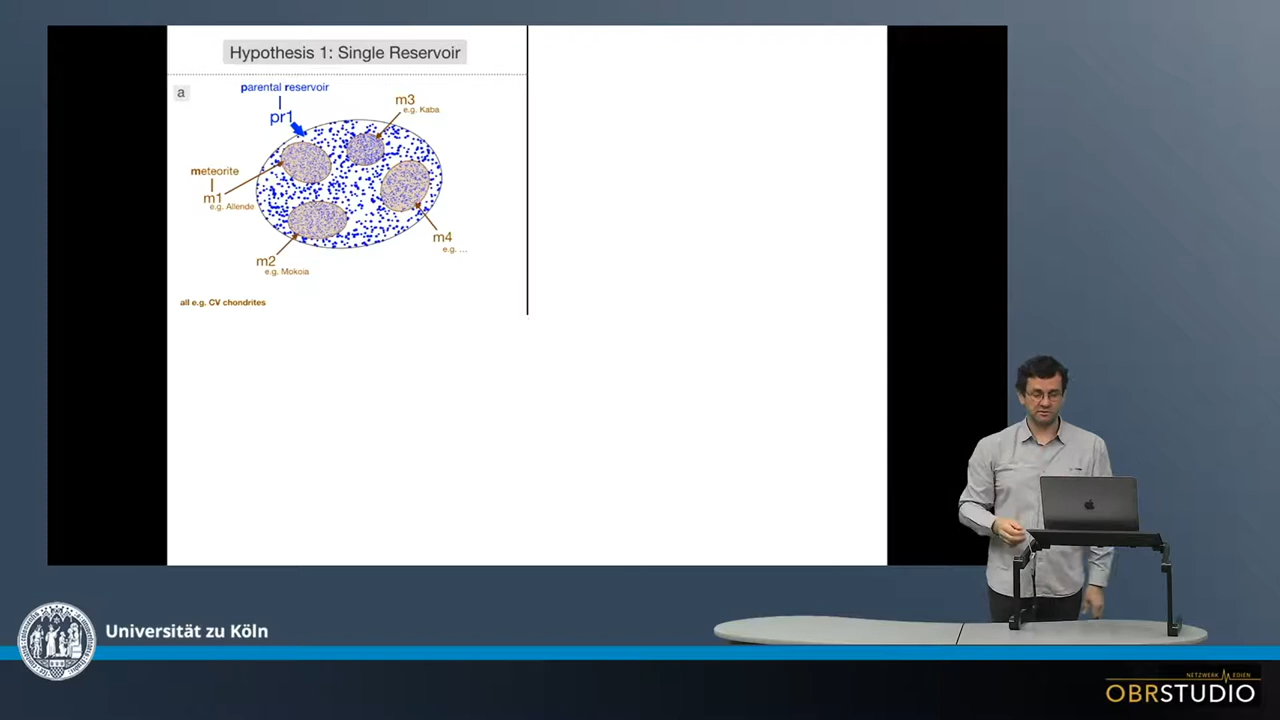 Hypothesis 1: Single Reservoir
a
parental reservoir
pr1
m3
e.g. Kaba
meteorite
m1
e.g. Allende
m4
e.g. ...
m2
e.g. Mokoia
all e.g. CV chondrites
Universität zu Köln
NETZWERK MEDIEN
OBRSTUDIO